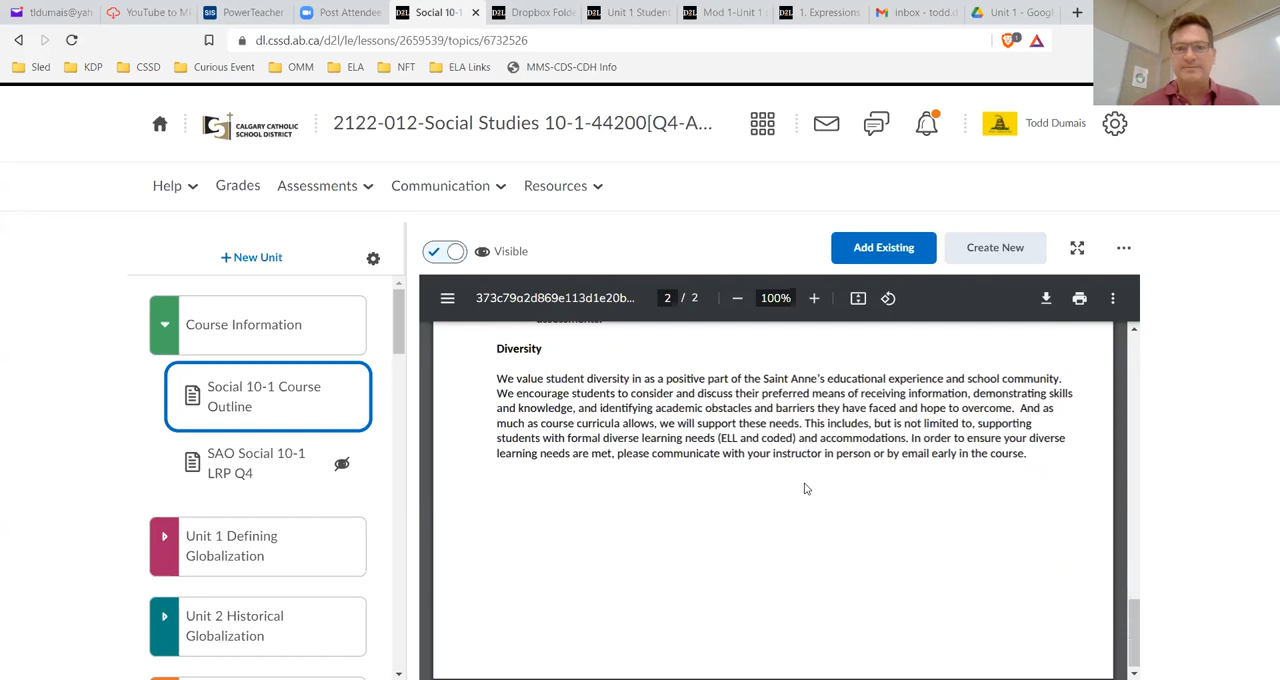 tldumais@yah
YouTube to M
PowerTeacher
Post Attendee
Social 10-1
Dropbox Folde
Unit 1 Student
Mod 1-Unit 1
1. Expressions
Inbox - todd.d
Unit 1 - Googl
dl.cssd.ab.ca/d2l/le/lessons/2659539/topics/6732526
Sled KDP CSSD Curious Event OMM ELA NFT ELA Links MMS-CDS-CDH Info
CALGARY CATHOLIC
SCHOOL DISTRICT
2122-012-Social Studies 10-1-44200[Q4-A...
Todd Dumais
Help Grades Assessments Communication Resources
+ New Unit
Visible
Add Existing
Create New
Course Information
Social 10-1 Course
Outline
SAO Social 10-1
LRP Q4
Unit 1 Defining
Globalization
Unit 2 Historical
Globalization
373c79a2d869e113d1e20b... 2 / 2 100%
assessments.
Diversity
We value student diversity in as a positive part of the Saint Anne's educational experience and school community.
We encourage students to consider and discuss their preferred means of receiving information, demonstrating skills
and knowledge, and identifying academic obstacles and barriers they have faced and hope to overcome. And as
much as course curricula allows, we will support these needs. This includes, but is not limited to, supporting
students with formal diverse learning needs (ELL and coded) and accommodations. In order to ensure your diverse
learning needs are met, please communicate with your instructor in person or by email early in the course.